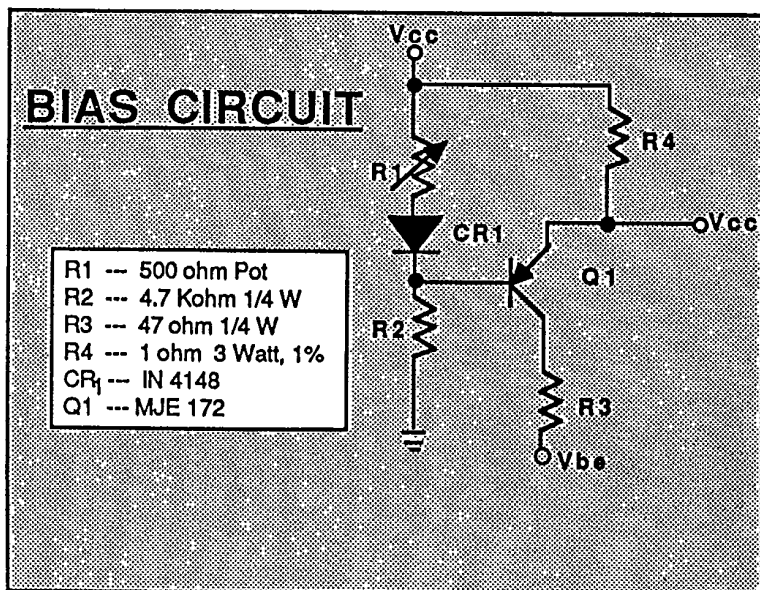 Vcc
BIAS CIRCUIT
R4
R1
CR1
Vcc
Q1
R1 --- 500 ohm Pot
R2 --- 4.7 Kohm 1/4 W
R3 --- 47 ohm 1/4 W
R4 --- 1 ohm 3 Watt, 1%
CR1 --- IN 4148
Q1 --- MJE 172
R2
R3
Vbe